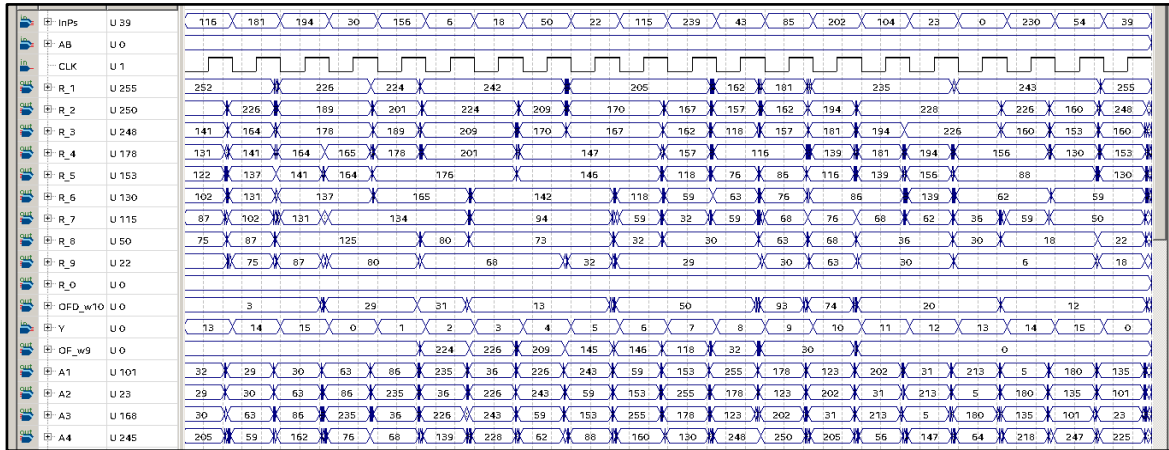 InPs U 39 116 181 194 30 156 6 18 50 22 115 239 43 85 202 104 23 0 230 54 39
AB U 0
CLK U 1
R_1 U 255 252 226 224 242 205 162 181 235 243 255
R_2 U 250 226 189 201 224 209 170 167 157 162 194 228 226 160 248
R_3 U 248 141 164 178 189 209 170 167 162 118 157 181 194 226 160 153 160
R_4 U 178 131 141 164 165 178 201 147 157 116 139 181 194 156 130 153
R_5 U 153 122 137 141 164 176 146 118 76 86 116 139 156 88 130
R_6 U 130 102 131 137 165 142 118 59 63 76 86 139 62 59
R_7 U 115 87 102 131 134 94 59 32 59 68 76 68 62 36 59 50
R_8 U 50 75 87 125 80 73 32 30 63 68 36 30 18 22
R_9 U 22 75 87 80 68 32 29 30 63 30 6 18
R_0 U 0
OFD_w10 U 0 3 29 31 13 50 93 74 20 12
Y U 0 13 14 15 0 1 2 3 4 5 6 7 8 9 10 11 12 13 14 15 0
OF_w9 U 0 224 226 209 145 146 118 32 30 0
A1 U 101 32 29 30 63 86 235 36 226 243 59 153 255 178 123 202 31 213 5 180 135
A2 U 23 29 30 63 86 235 36 226 243 59 153 255 178 123 202 31 213 5 180 135 101
A3 U 168 30 63 86 235 36 226 243 59 153 255 178 123 202 31 213 5 180 135 101 23
A4 U 245 205 59 162 76 68 139 228 62 88 160 130 248 250 205 56 147 64 218 247 225